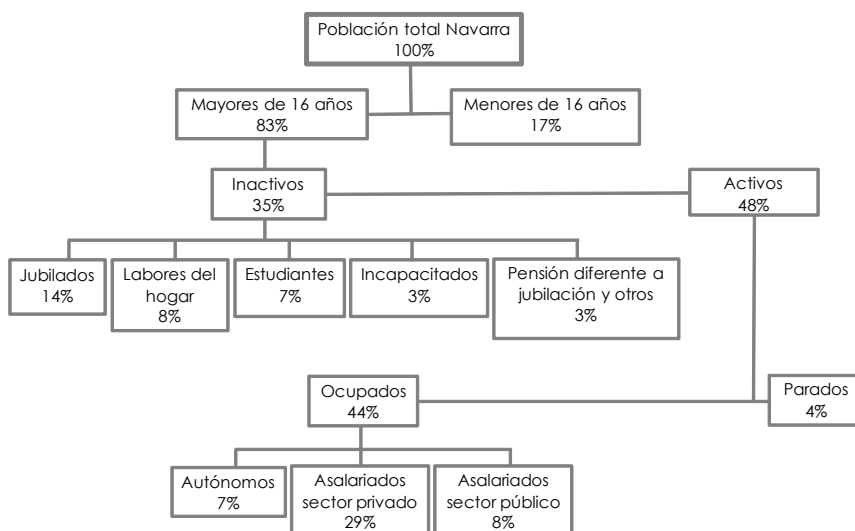 Población total Navarra
100%
Mayores de 16 años
83%
Menores de 16 años
17%
Inactivos
35%
Activos
48%
Jubilados
14%
Labores del
hogar
8%
Estudiantes
7%
Incapacitados
3%
Pensión diferente a
jubilación y otros
3%
Ocupados
44%
Parados
4%
Autónomos
7%
Asalariados
sector privado
29%
Asalariados
sector público
8%